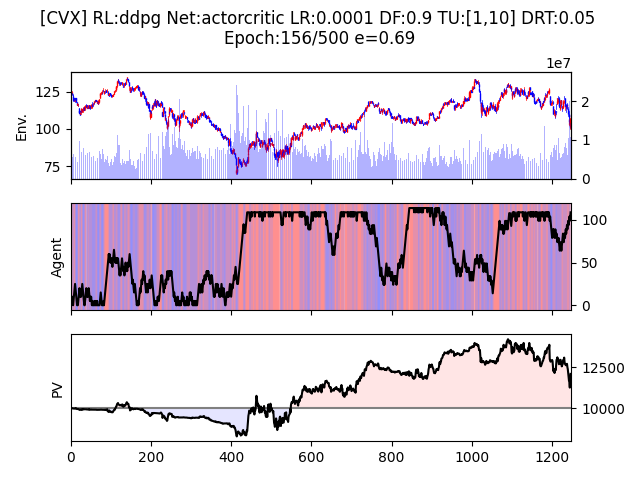 [CVX] RL:ddpg Net:actorcritic LR:0.0001 DF:0.9 TU:[1,10] DRT:0.05
Epoch:156/500 e=0.69
1e7
125
100
75
Env.
2
1
0
Agent
100
50
0
PV
12500
10000
0 200 400 600 800 1000 1200